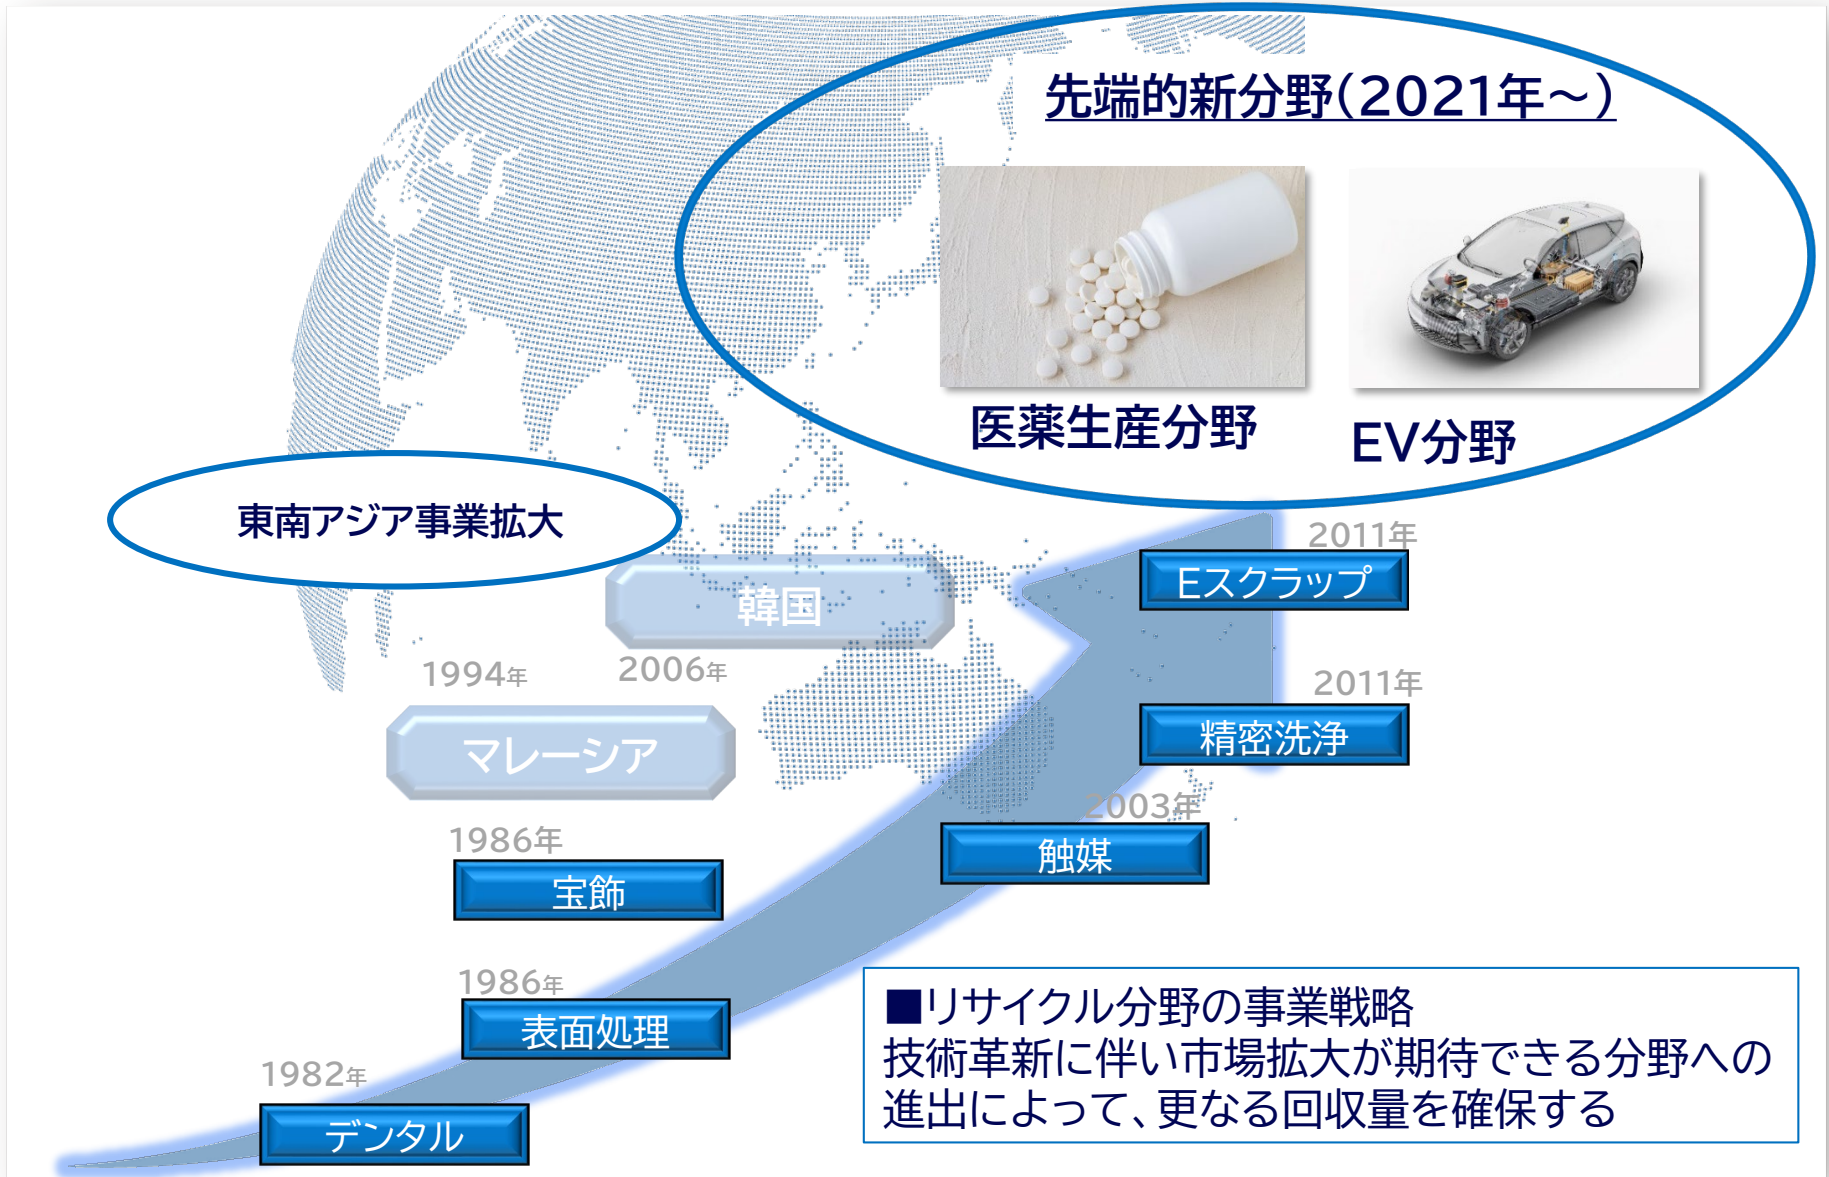 先端的新分野(2021年~)
医薬生産分野
EV分野
東南アジア事業拡大
2011年
Eスクラップ
韓国
2006年
1994年
マレーシア
2011年
精密洗浄
2003年
触媒
1986年
宝飾
1986年
表面処理
1982年
デンタル
■リサイクル分野の事業戦略
技術革新に伴い市場拡大が期待できる分野への
進出によって、更なる回収量を確保する